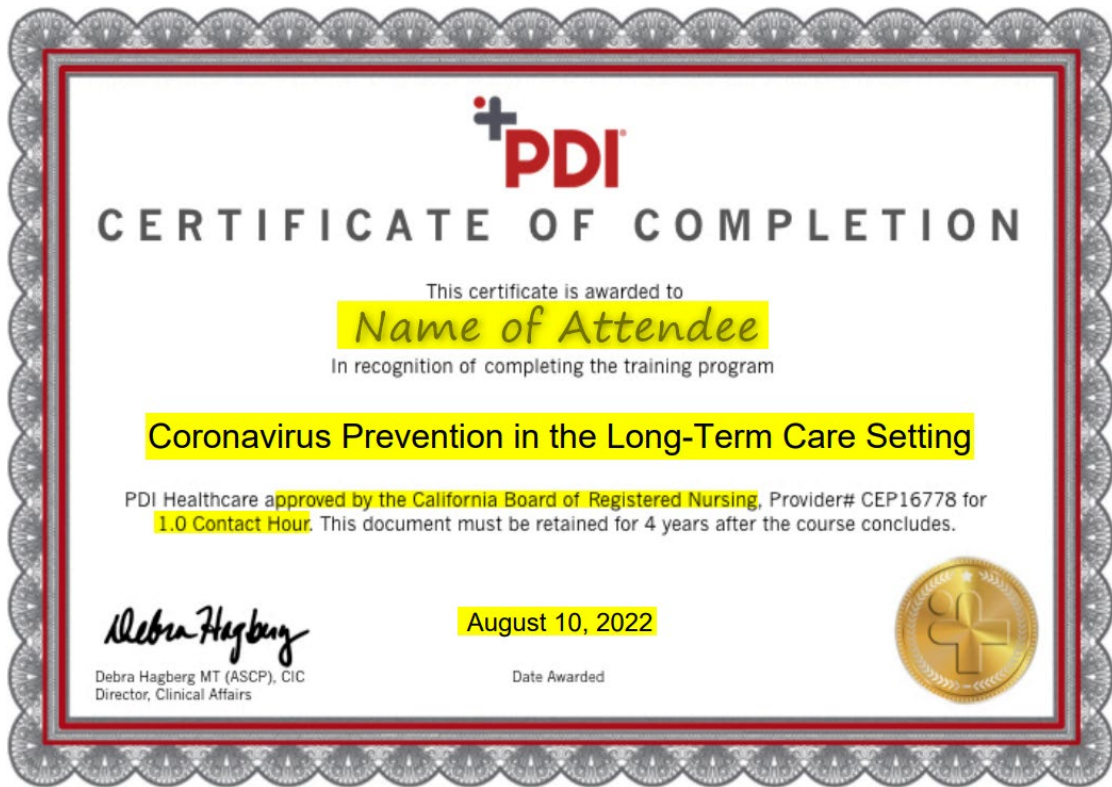 PDI
CERTIFICATE OF COMPLETION
This certificate is awarded to
Name of Attendee
In recognition of completing the training program
Coronavirus Prevention in the Long-Term Care Setting
PDI Healthcare approved by the California Board of Registered Nursing, Provider# CEP16778 for
1.0 Contact Hour. This document must be retained for 4 years after the course concludes.
Debra Hagberg
August 10, 2022
Debra Hagberg MT (ASCP), CIC
Director, Clinical Affairs
Date Awarded